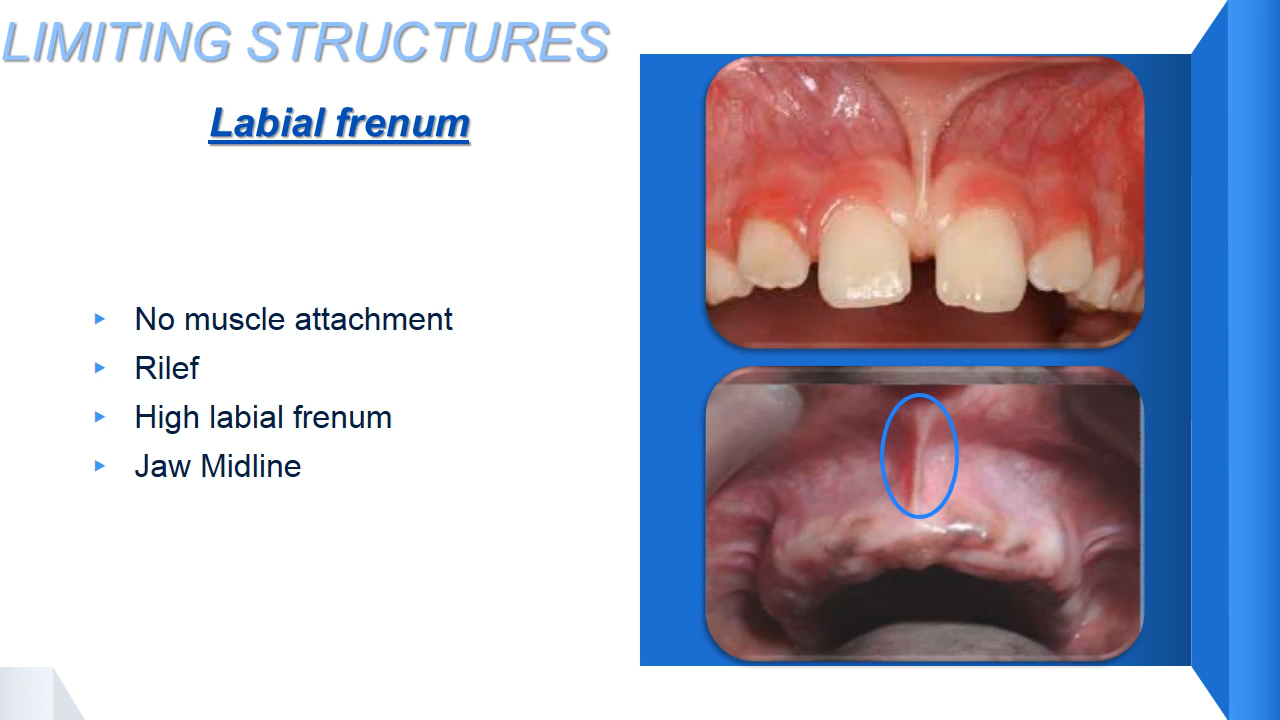 LIMITING STRUCTURES
Labial frenum
No muscle attachment
Rilef
High labial frenum
Jaw Midline